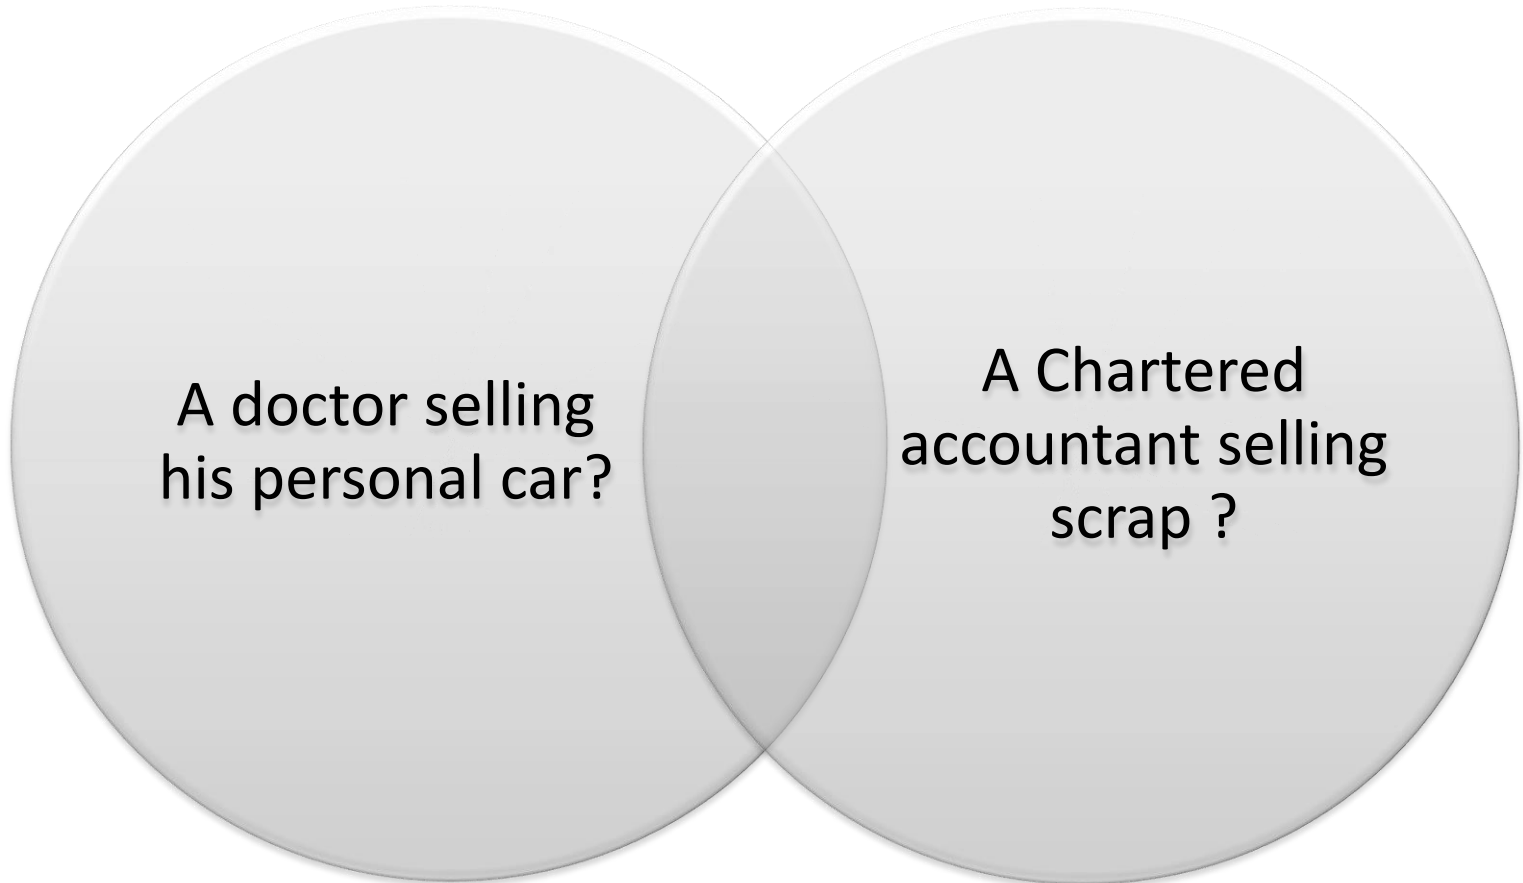 A doctor selling
his personal car?
A Chartered
accountant selling
scrap ?